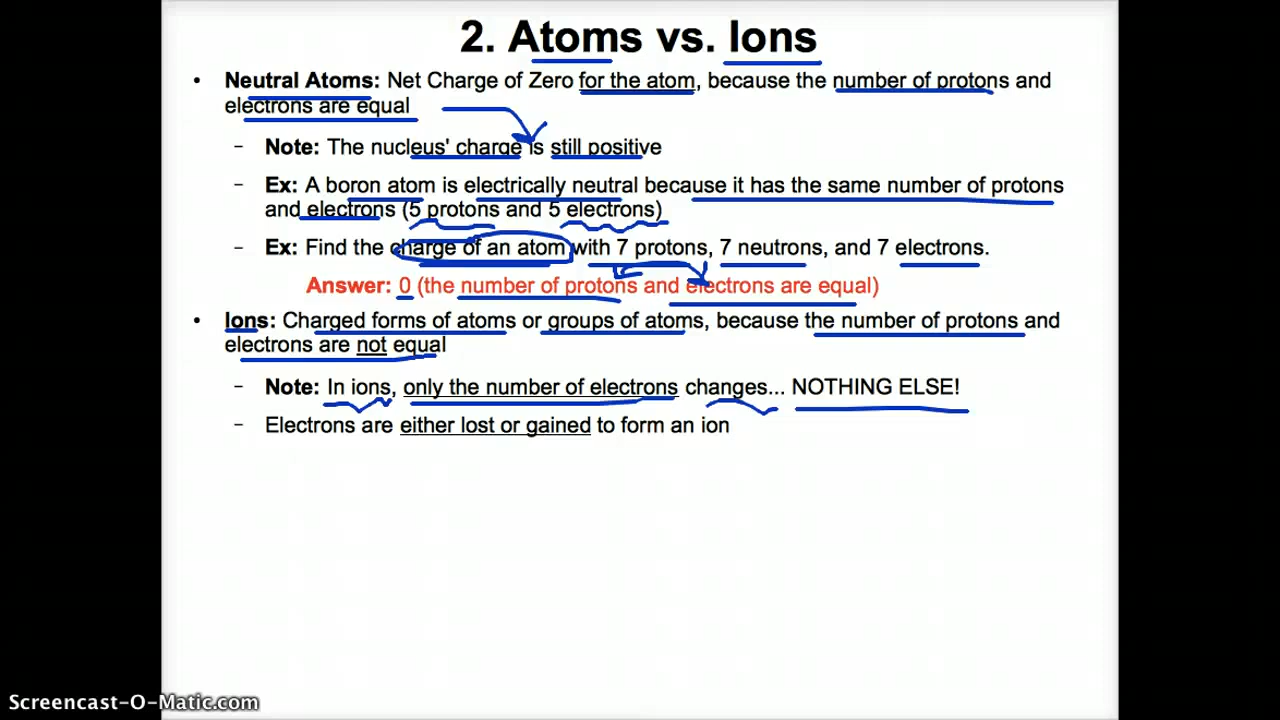 2. Atoms vs. Ions
• Neutral Atoms: Net Charge of Zero for the atom, because the number of protons and
electrons are equal
– Note: The nucleus' charge is still positive
– Ex: A boron atom is electrically neutral because it has the same number of protons
and electrons (5 protons and 5 electrons)
– Ex: Find the charge of an atom with 7 protons, 7 neutrons, and 7 electrons.
Answer: 0 (the number of protons and electrons are equal)
• Ions: Charged forms of atoms or groups of atoms, because the number of protons and
electrons are not equal
– Note: In ions, only the number of electrons changes... NOTHING ELSE!
– Electrons are either lost or gained to form an ion
Screencast-O-Matic.com